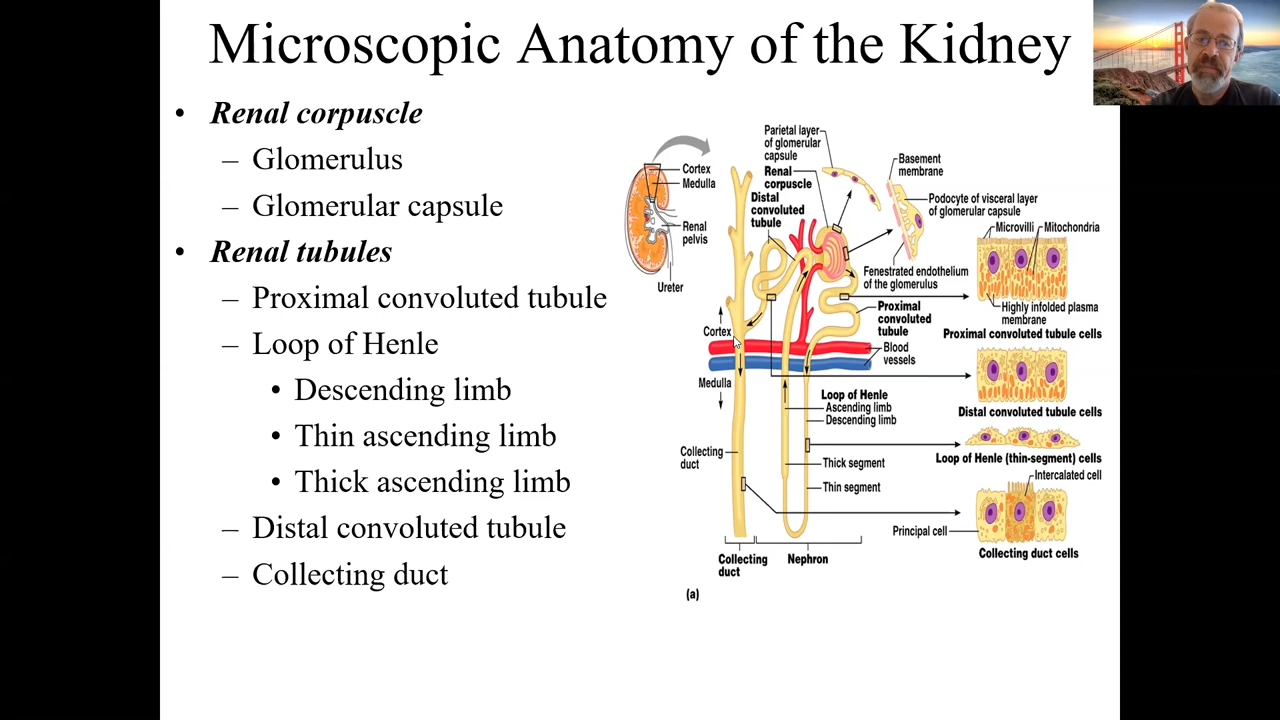 Microscopic Anatomy of the Kidney
• Renal corpuscle
– Glomerulus
– Glomerular capsule
• Renal tubules
– Proximal convoluted tubule
– Loop of Henle
• Descending limb
• Thin ascending limb
• Thick ascending limb
– Distal convoluted tubule
– Collecting duct
Cortex
Medulla
Renal
pelvis
Ureter
Parietal layer
of glomerular
capsule
Renal
corpuscle
Distal
convoluted
tubule
Basement
membrane
Podocyte of visceral layer
of glomerular capsule
Fenestrated endothelium
of the glomerulus
Microvilli
Mitochondria
Highly infolded plasma
membrane
Proximal convoluted tubule cells
Proximal
convoluted
tubule
Cortex
Blood
vessels
Medulla
Distal convoluted tubule cells
Loop of Henle
Ascending limb
Descending limb
Loop of Henle (thin-segment) cells
Collecting
duct
Thick segment
Thin segment
Intercalated cell
Principal cell
Collecting duct cells
Collecting
duct
Nephron
(a)